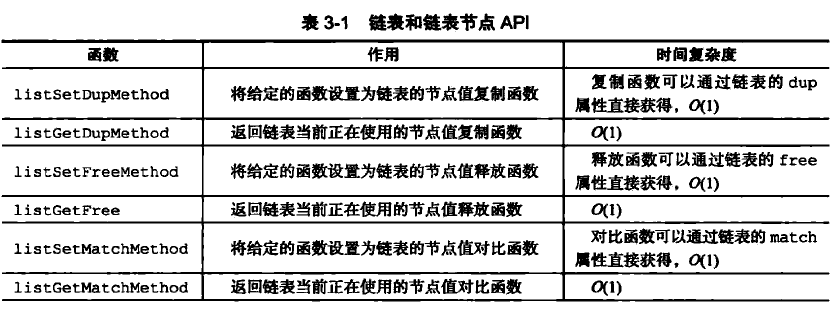 表 3-1 链表和链表节点 API
函数 作用 时间复杂度
listSetDupMethod 将给定的函数设置为链表的节点值复制函数 复制函数可以通过链表的 dup
属性直接获得，O(1)
listGetDupMethod 返回链表当前正在使用的节点值复制函数 O(1)
listSetFreeMethod 将给定的函数设置为链表的节点值释放函数 释放函数可以通过链表的 free
属性直接获得，O(1)
listGetFree 返回链表当前正在使用的节点值释放函数 O(1)
listSetMatchMethod 将给定的函数设置为链表的节点值对比函数 对比函数可以通过链表的 match
属性直接获得，O(1)
listGetMatchMethod 返回链表当前正在使用的节点值对比函数 O(1)